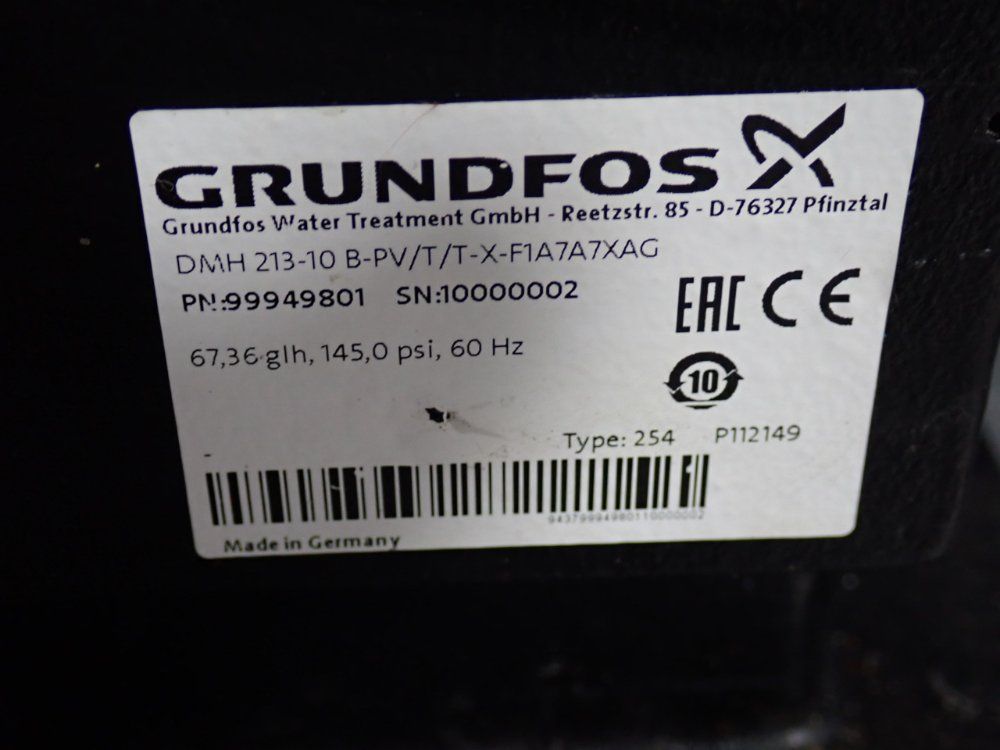 GRUNDFOS
Grundfos Water Treatment GmbH - Reetzstr. 85 - D-76327 Pfinztal
DMH 213-10 B-PV/T/T-X-F1A7A7XAG
PN:99949801 SN:10000002
EAC CE
67,36 glh, 145,0 psi, 60 Hz
10
Type: 254 P112149
94379994980110000002
Made in Germany